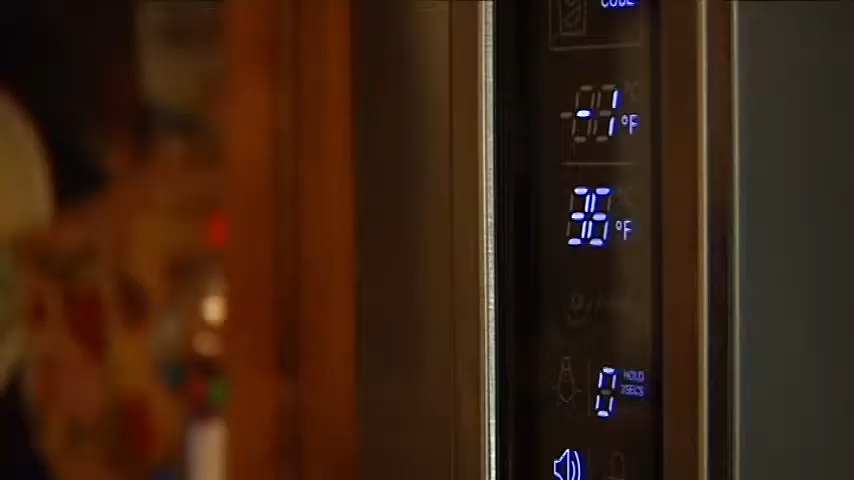 CODE
-1 °F
36 °F
0 HOLD
3SECS